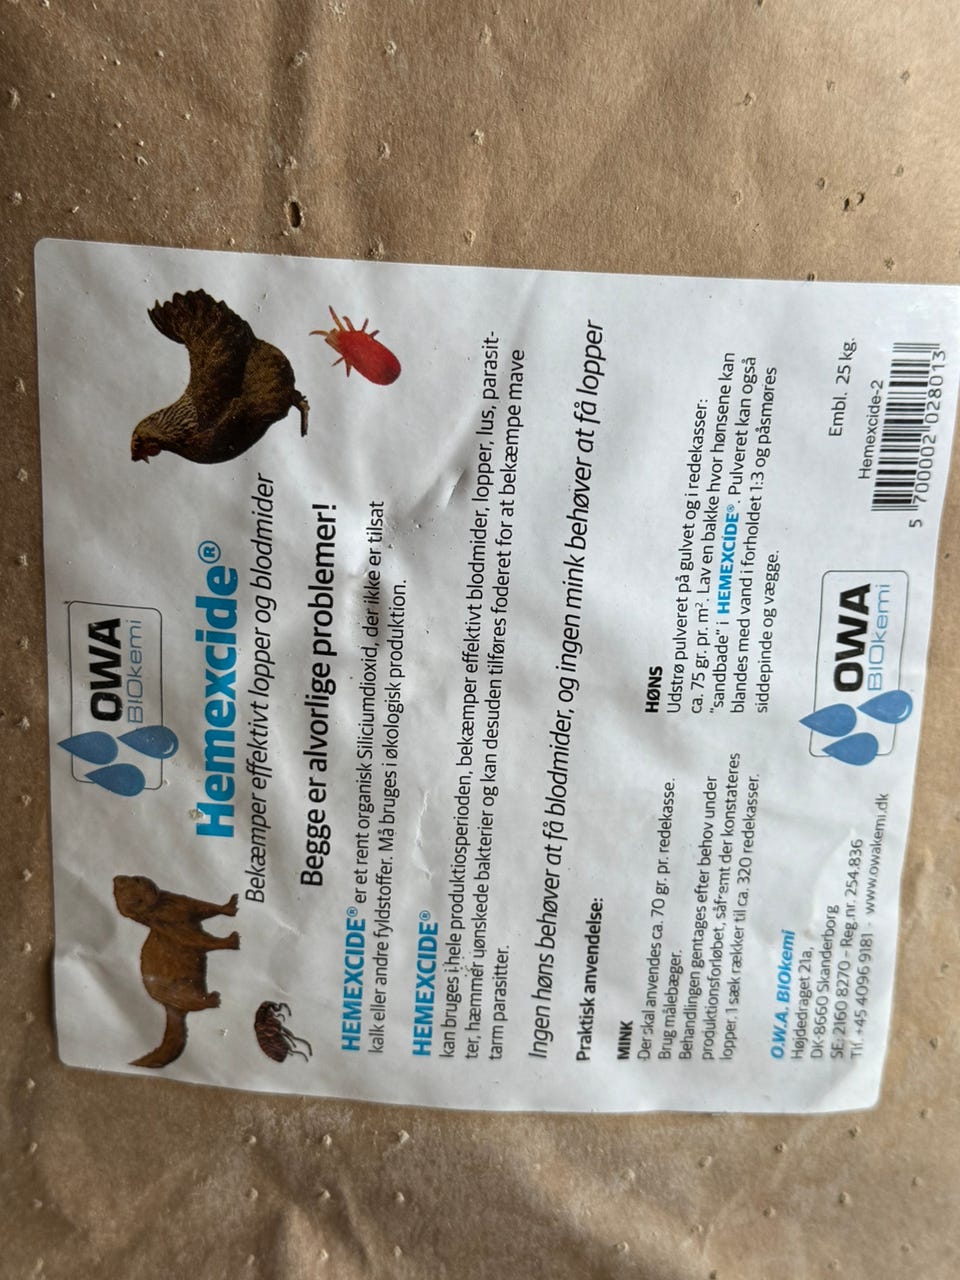 OWA
BIOkemi
Hemexcide®
Bekæmper effektivt lopper og blodmider
Begge er alvorlige problemer!
HEMEXCIDE® er et rent organisk Siliciumdioxid, der ikke er tilsat
kalk eller andre fyldstoffer. Må bruges i økologisk produktion.
HEMEXCIDE®
kan bruges i hele produktiosperioden, bekæmper effektivt blodmider, lopper, lus, parasit-
ter, hæmmer uønskede bakterier og kan desuden tilføres foderet for at bekæmpe mave
tarm parasitter.
Ingen høns behøver at få blodmider, og ingen mink behøver at få lopper
Praktisk anvendelse:
MINK
Der skal anvendes ca. 70 gr. pr. redekasse.
Brug målebæger.
Behandlingen gentages efter behov under
produktionsforløbet, såfremt der konstateres
lopper. 1 sæk rækker til ca. 320 redekasser.
HØNS
Udstrø pulveret på gulvet og i redekasser:
ca. 75 gr. pr. m². Lav en bakke hvor hønsene kan
"sandbade" i HEMEXCIDE®. Pulveret kan også
blandes med vand i forholdet 1:3 og påsmøres
siddepinde og vægge.
O.W.A. BIOkemi
Højdedraget 21a,
DK-8660 Skanderborg
SE: 2160 8270 - Reg.nr. 254.836
Tlf. +45 4096 9181 - www.owakemi.dk
OWA
BIOkemi
Embl. 25 kg.
Hemexcide-2
5 700002 028013